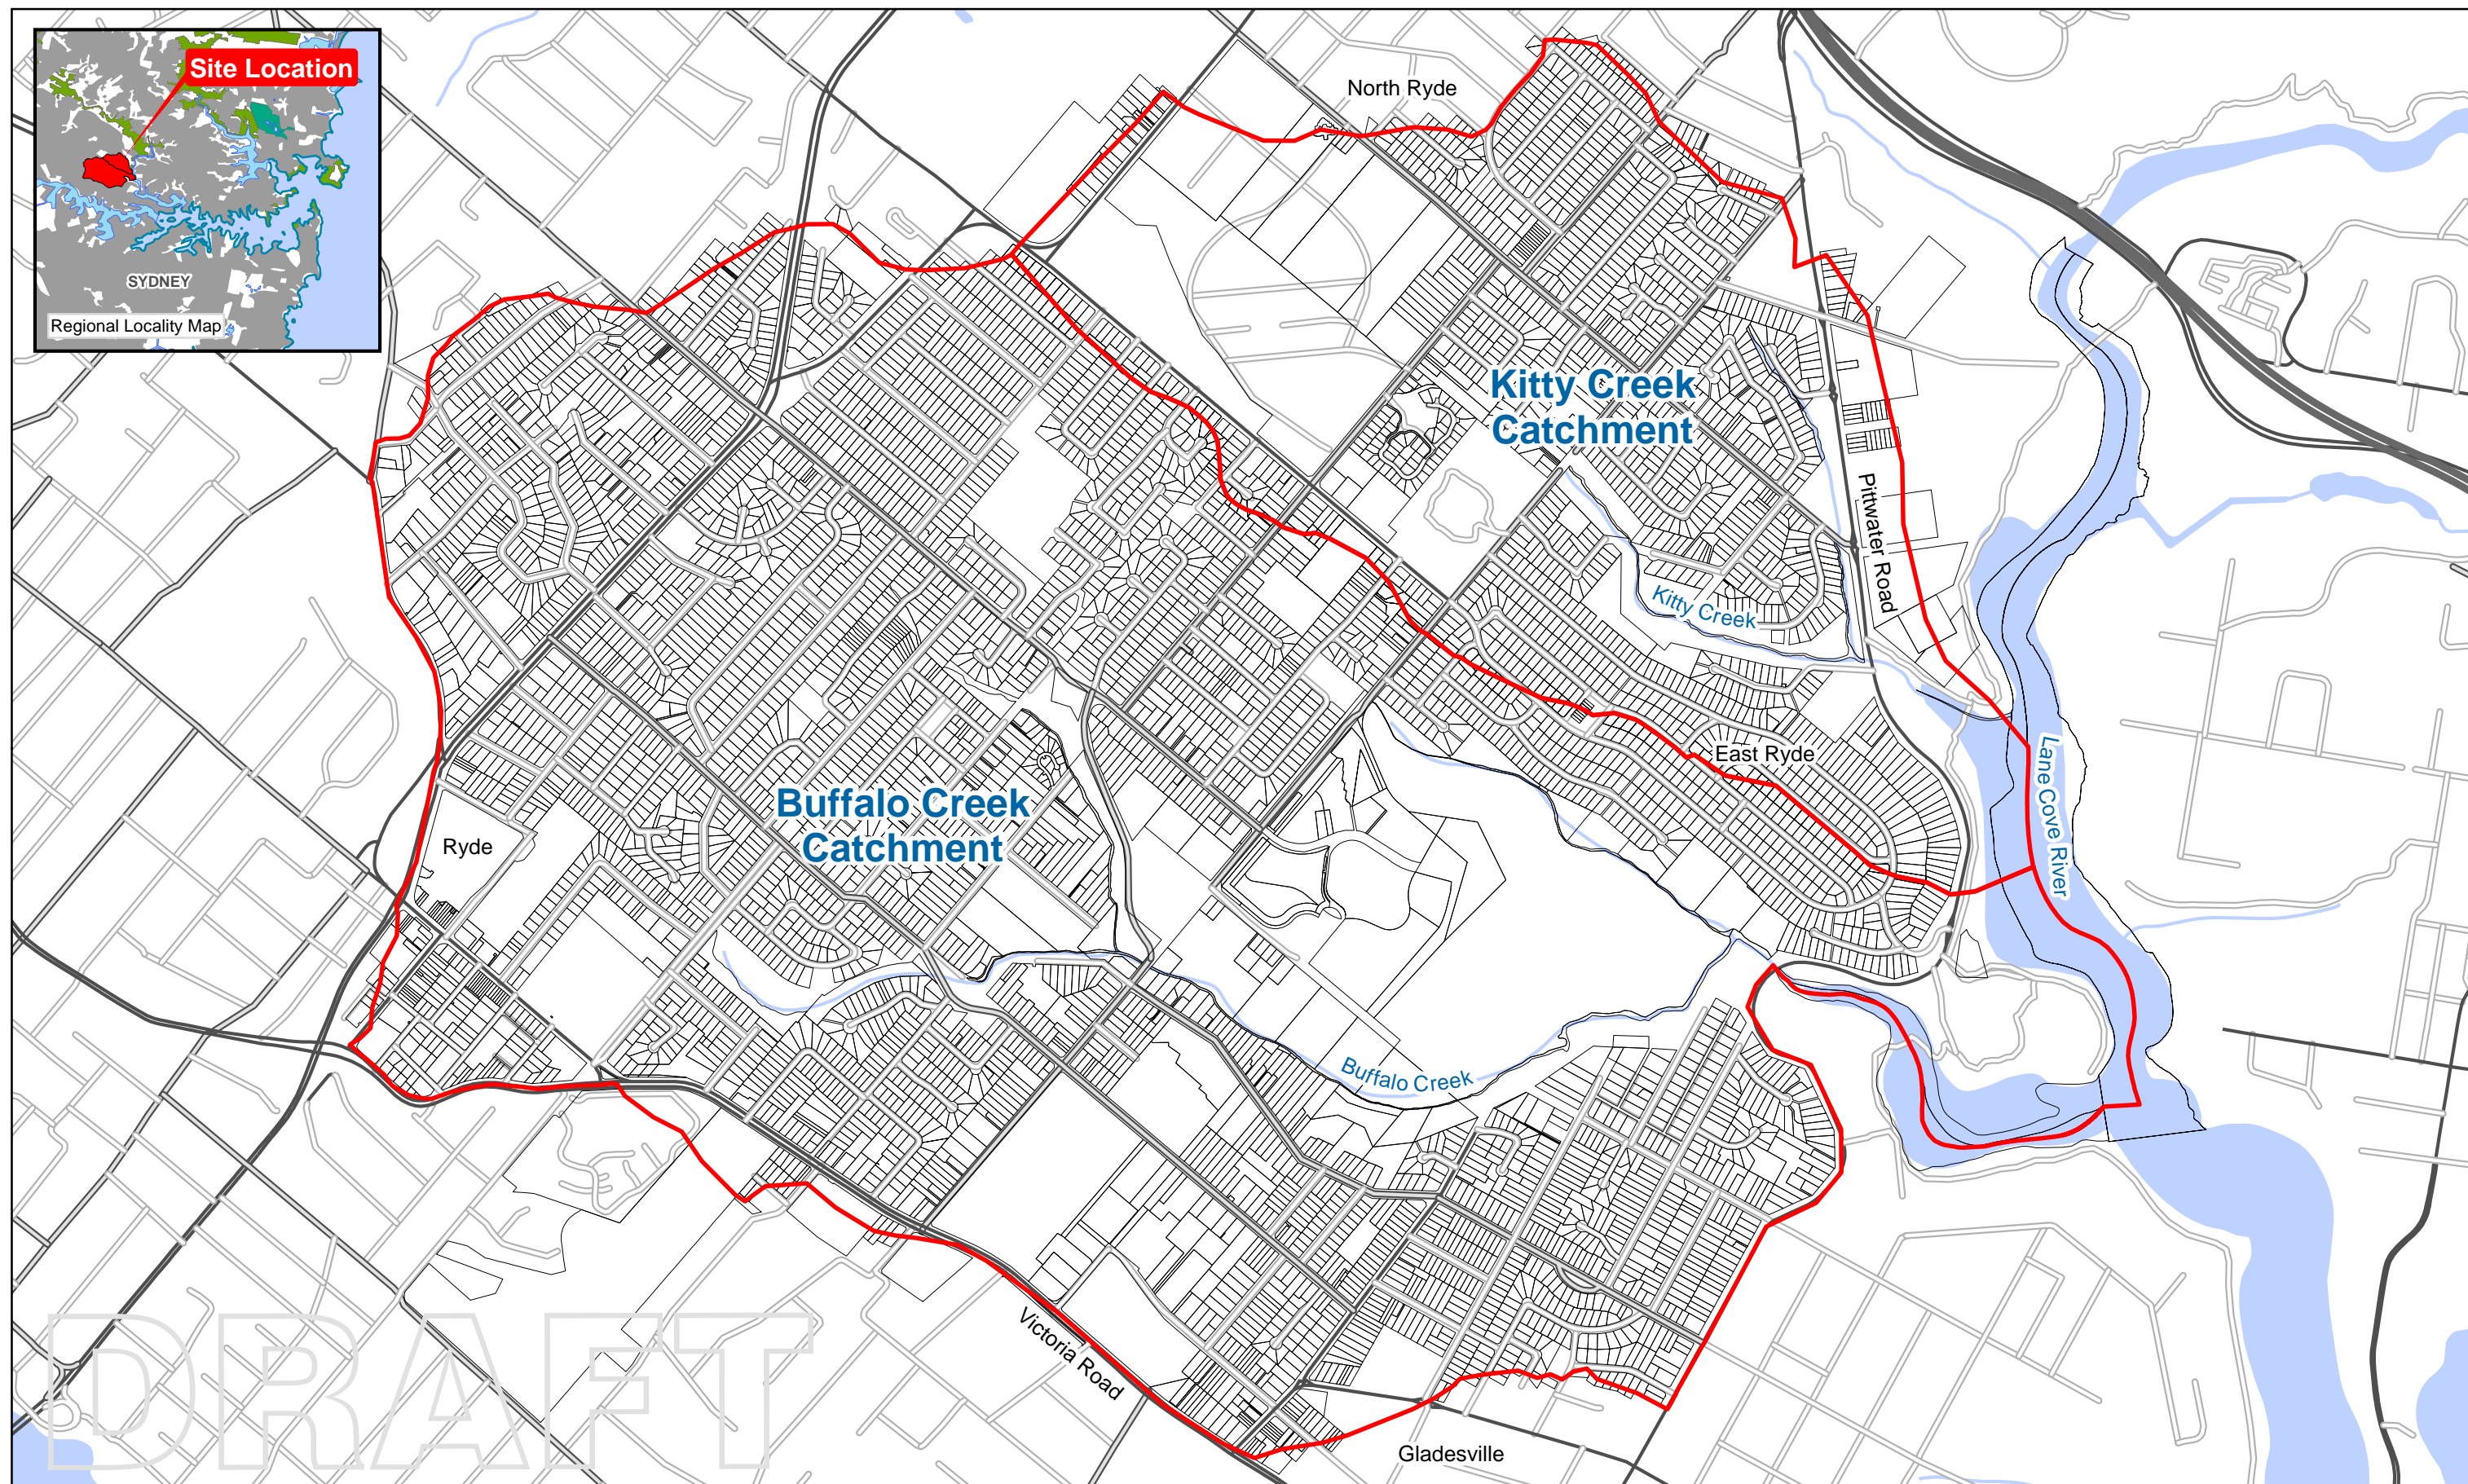 Site Location
SYDNEY
Regional Locality Map
North Ryde
Kitty Creek
Catchment
Pittwater Road
Kitty Creek
East Ryde
Lane Cove River
Buffalo Creek
Catchment
Ryde
Buffalo Creek
Victoria Road
Gladesville
DRAFT